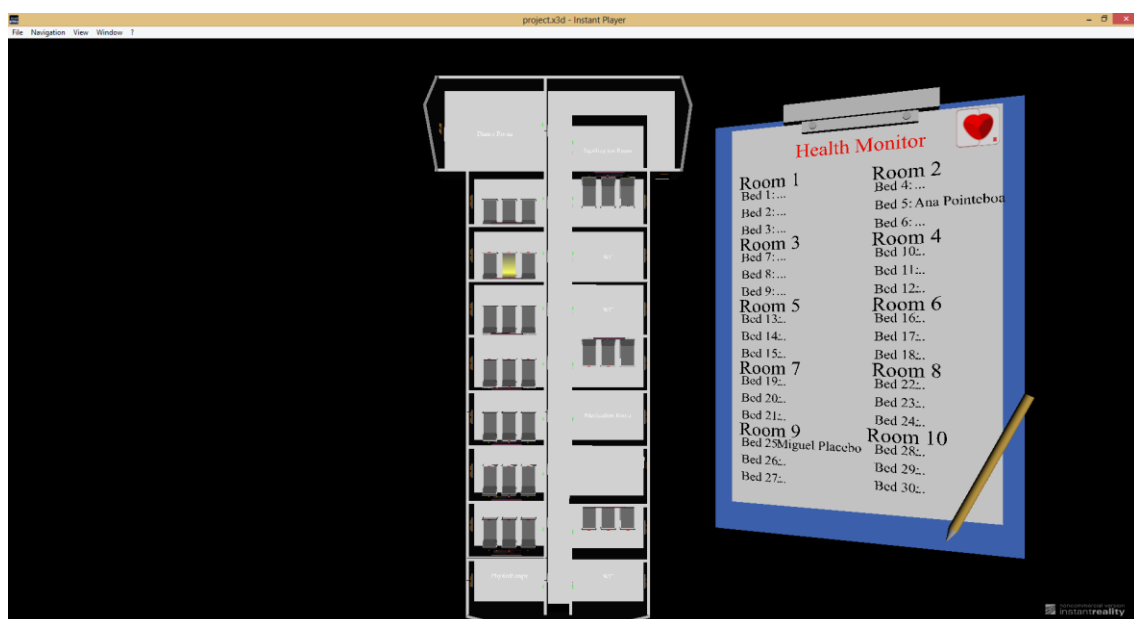 project.x3d - Instant Player
File Navigation View Window ?
Health Monitor
Room 1
Bed 1: ...
Bed 2: ...
Bed 3: ...
Room 2
Bed 4: ...
Bed 5: Ana Pointeboa
Bed 6: ...
Room 3
Bed 7: ...
Bed 8: ...
Bed 9: ...
Room 4
Bed 10:..
Bed 11:..
Bed 12:..
Room 5
Bed 13:..
Bed 14:..
Bed 15:..
Room 6
Bed 16:..
Bed 17:..
Bed 18:..
Room 7
Bed 19:..
Bed 20:..
Bed 21:..
Room 8
Bed 22:..
Bed 23:..
Bed 24:..
Room 9
Bed 25Miguel Placebo
Bed 26:..
Bed 27:..
Room 10
Bed 28:..
Bed 29:..
Bed 30:..
noncommercial version
instantreality